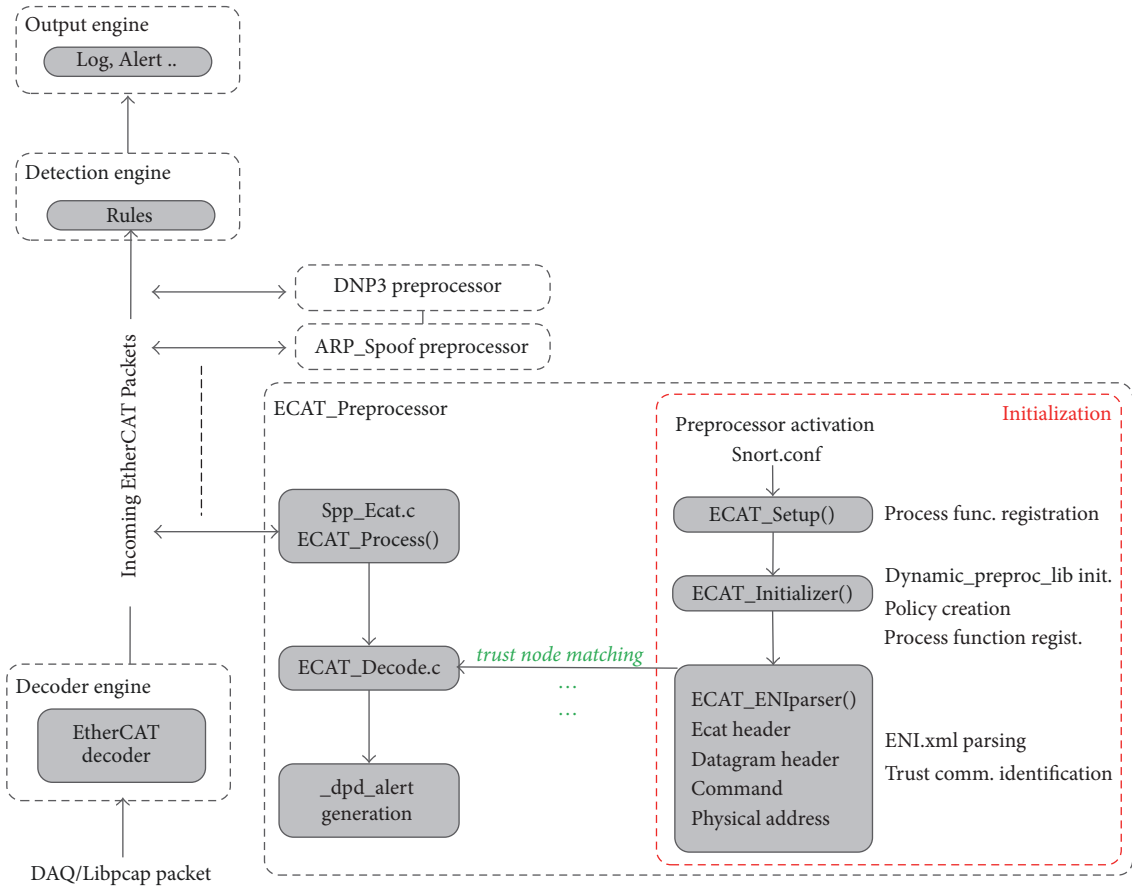 Output engine
Log, Alert ..
Detection engine
Rules
DNP3 preprocessor
ARP_Spoof preprocessor
Incoming EtherCAT Packets
ECAT_Preprocessor
Initialization
Preprocessor activation
Snort.conf
Spp_Ecat.c
ECAT_Process()
ECAT_Setup()
Process func. registration
ECAT_Initializer()
Dynamic_preproc_lib init.
Policy creation
Process function regist.
ECAT_Decode.c
trust node matching
...
...
ECAT_ENIparser()
Ecat header
Datagram header
Command
Physical address
ENI.xml parsing
Trust comm. identification
_dpd_alert
generation
Decoder engine
EtherCAT
decoder
DAQ/Libpcap packet